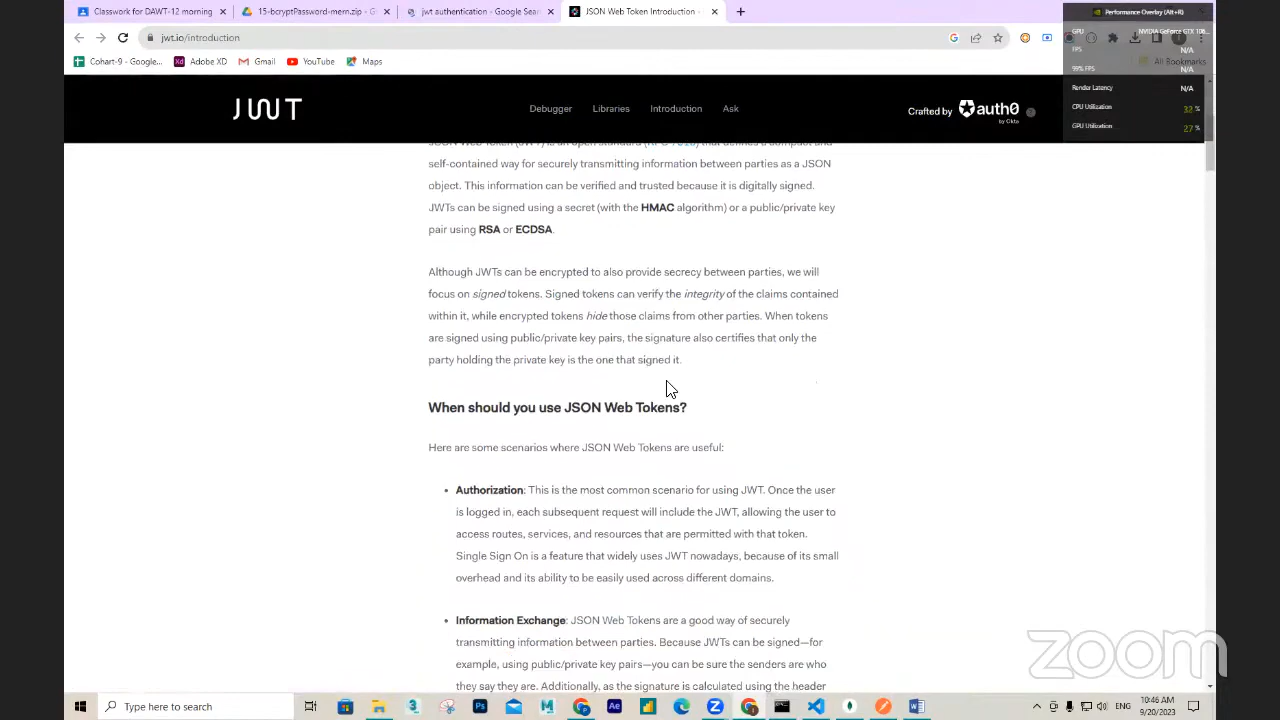 Classwork for DAWT-12 morning
15-bcryptPassword-mern.zip - G
jwt authentication - Google Sear
JSON Web Token Introduction -
jwt.io/introduction
Cohart-9 - Google...
Adobe XD
Gmail
YouTube
Maps
All Bookmarks
Performance Overlay (Alt+R)
GPU
NVIDIA GeForce GTX 106...
FPS
N/A
99% FPS
N/A
Render Latency
N/A
CPU Utilization
32 %
GPU Utilization
27 %
JWT
Debugger
Libraries
Introduction
Ask
Crafted by
auth0
by Okta
JSON Web Token (JWT) is an open standard (RFC 7519) that defines a compact and
self-contained way for securely transmitting information between parties as a JSON
object. This information can be verified and trusted because it is digitally signed.
JWTs can be signed using a secret (with the HMAC algorithm) or a public/private key
pair using RSA or ECDSA.
Although JWTs can be encrypted to also provide secrecy between parties, we will
focus on signed tokens. Signed tokens can verify the integrity of the claims contained
within it, while encrypted tokens hide those claims from other parties. When tokens
are signed using public/private key pairs, the signature also certifies that only the
party holding the private key is the one that signed it.
When should you use JSON Web Tokens?
Here are some scenarios where JSON Web Tokens are useful:
• Authorization: This is the most common scenario for using JWT. Once the user
is logged in, each subsequent request will include the JWT, allowing the user to
access routes, services, and resources that are permitted with that token.
Single Sign On is a feature that widely uses JWT nowadays, because of its small
overhead and its ability to be easily used across different domains.
• Information Exchange: JSON Web Tokens are a good way of securely
transmitting information between parties. Because JWTs can be signed—for
example, using public/private key pairs—you can be sure the senders are who
they say they are. Additionally, as the signature is calculated using the header
zoom
Type here to search
10:46 AM
9/20/2023